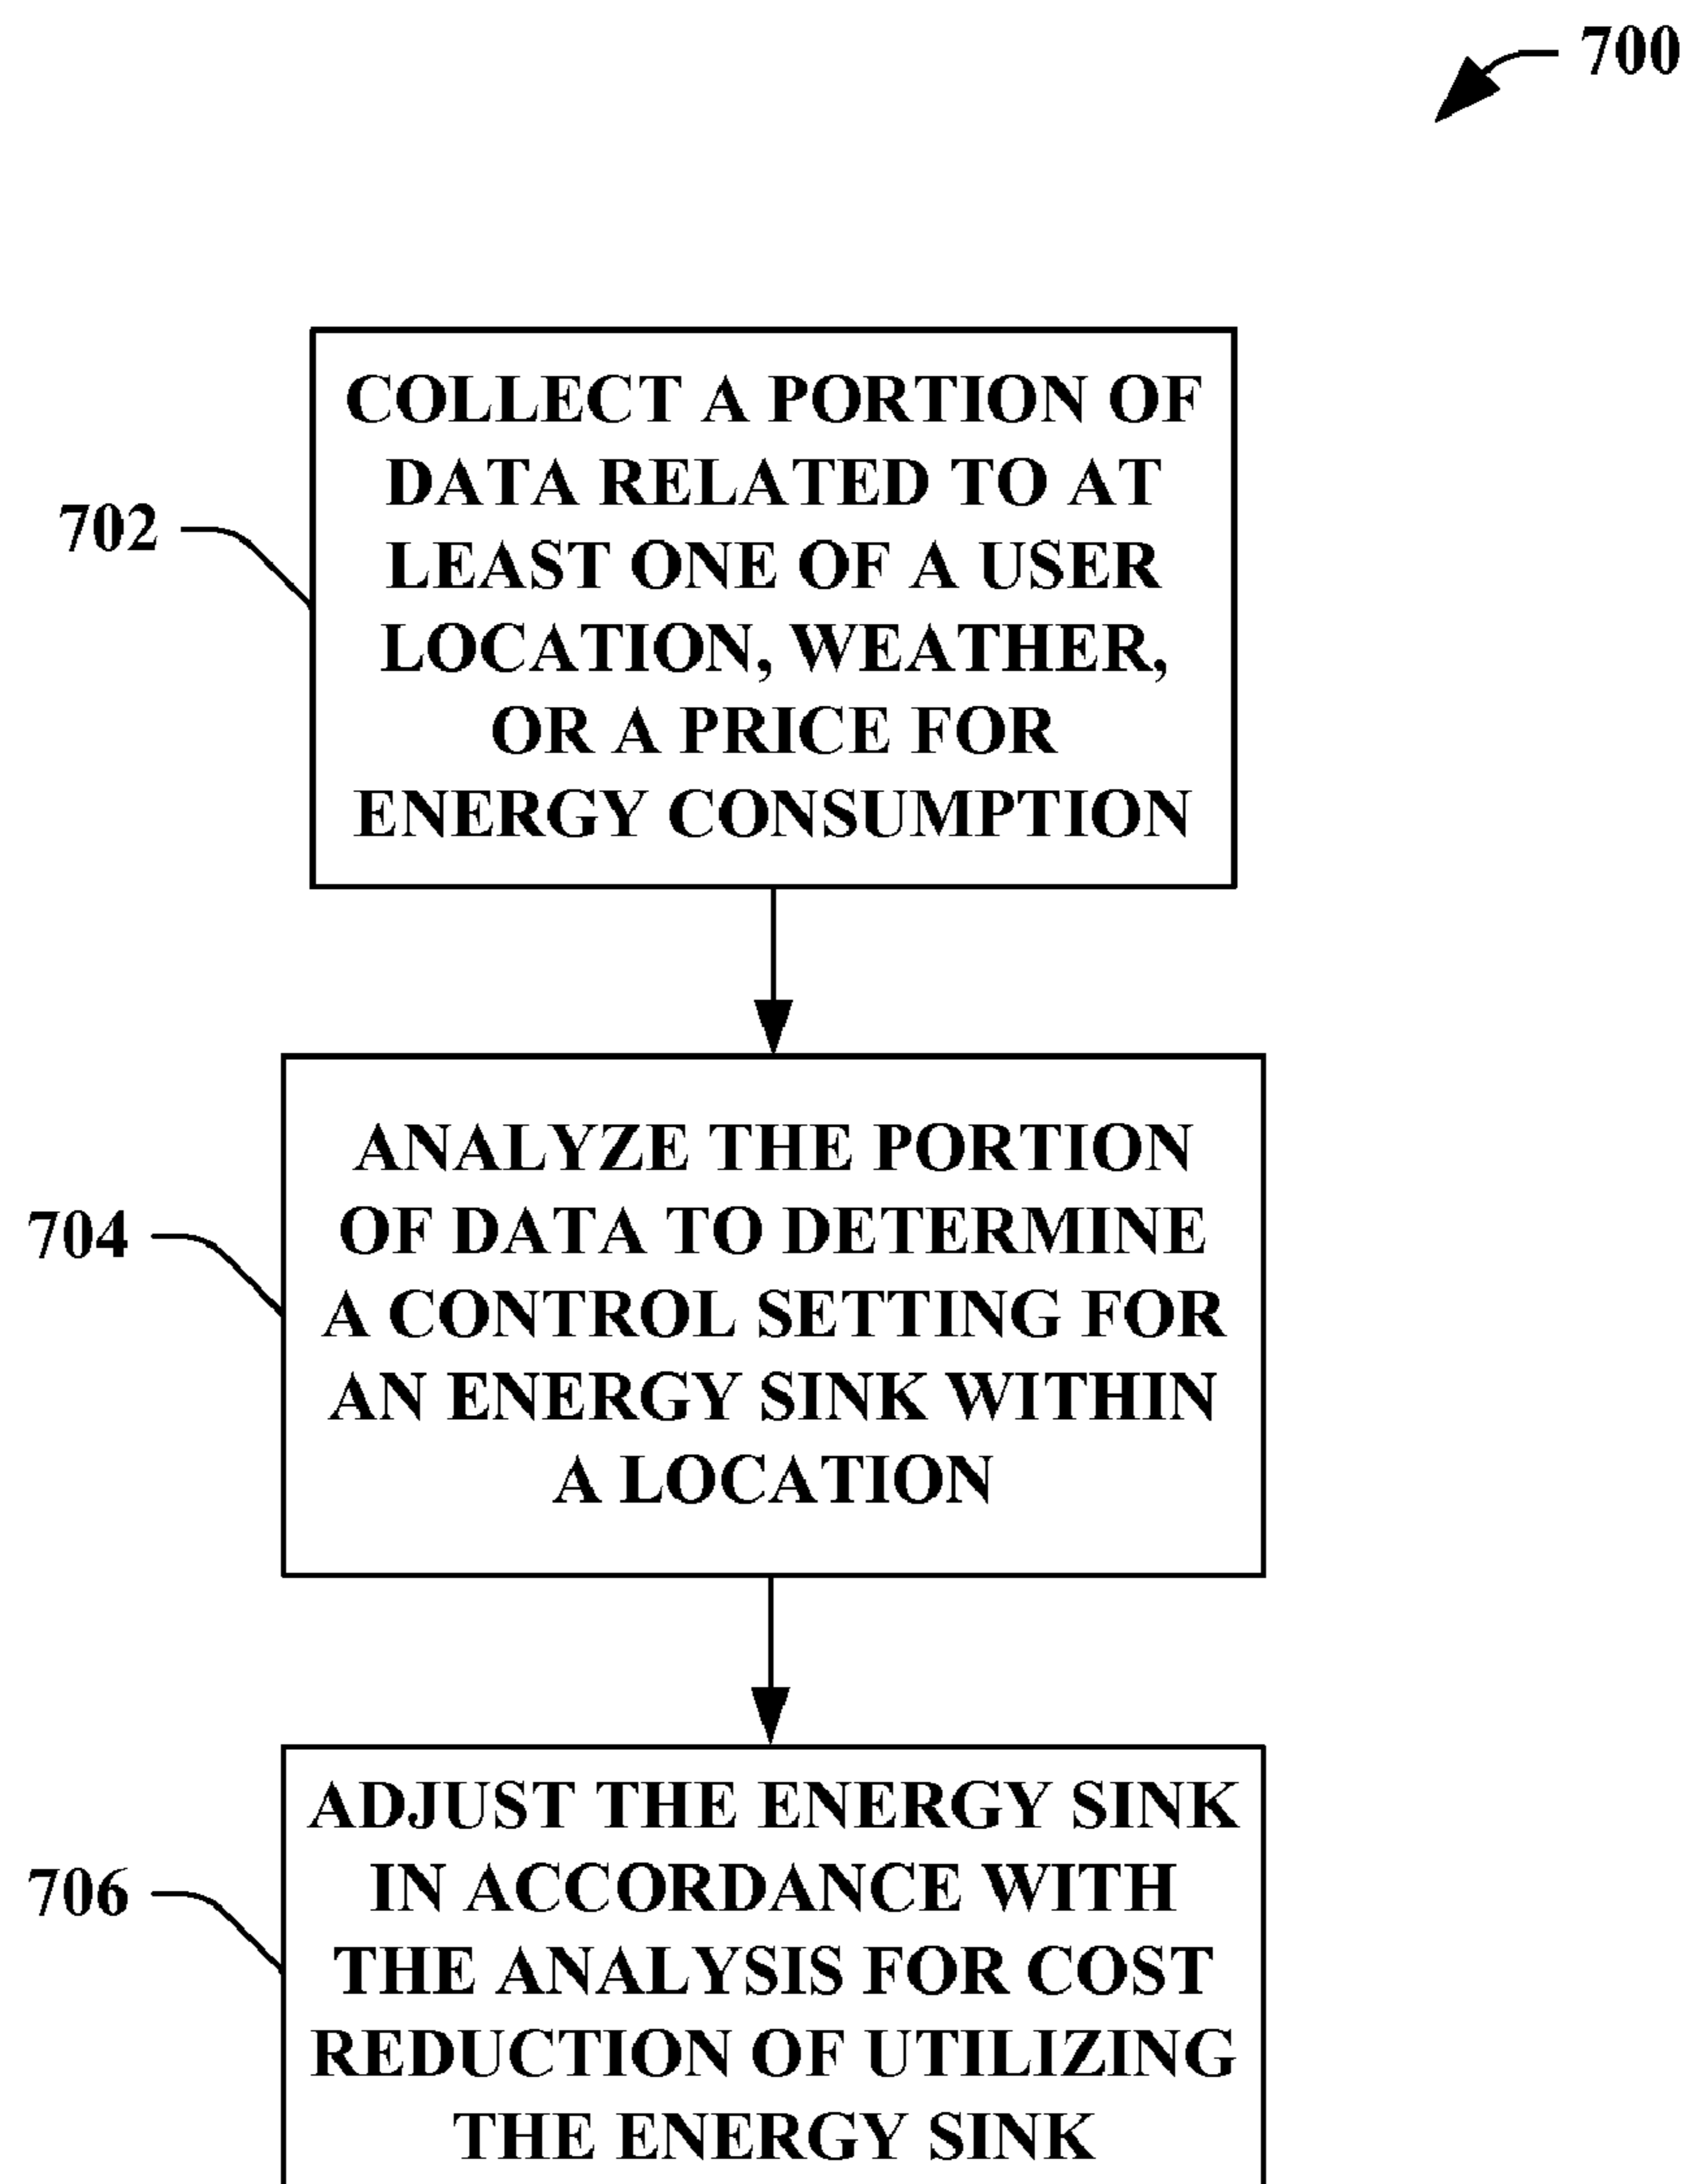 700
702
COLLECT A PORTION OF
DATA RELATED TO AT
LEAST ONE OF A USER
LOCATION, WEATHER,
OR A PRICE FOR
ENERGY CONSUMPTION
704
ANALYZE THE PORTION
OF DATA TO DETERMINE
A CONTROL SETTING FOR
AN ENERGY SINK WITHIN
A LOCATION
706
ADJUST THE ENERGY SINK
IN ACCORDANCE WITH
THE ANALYSIS FOR COST
REDUCTION OF UTILIZING
THE ENERGY SINK